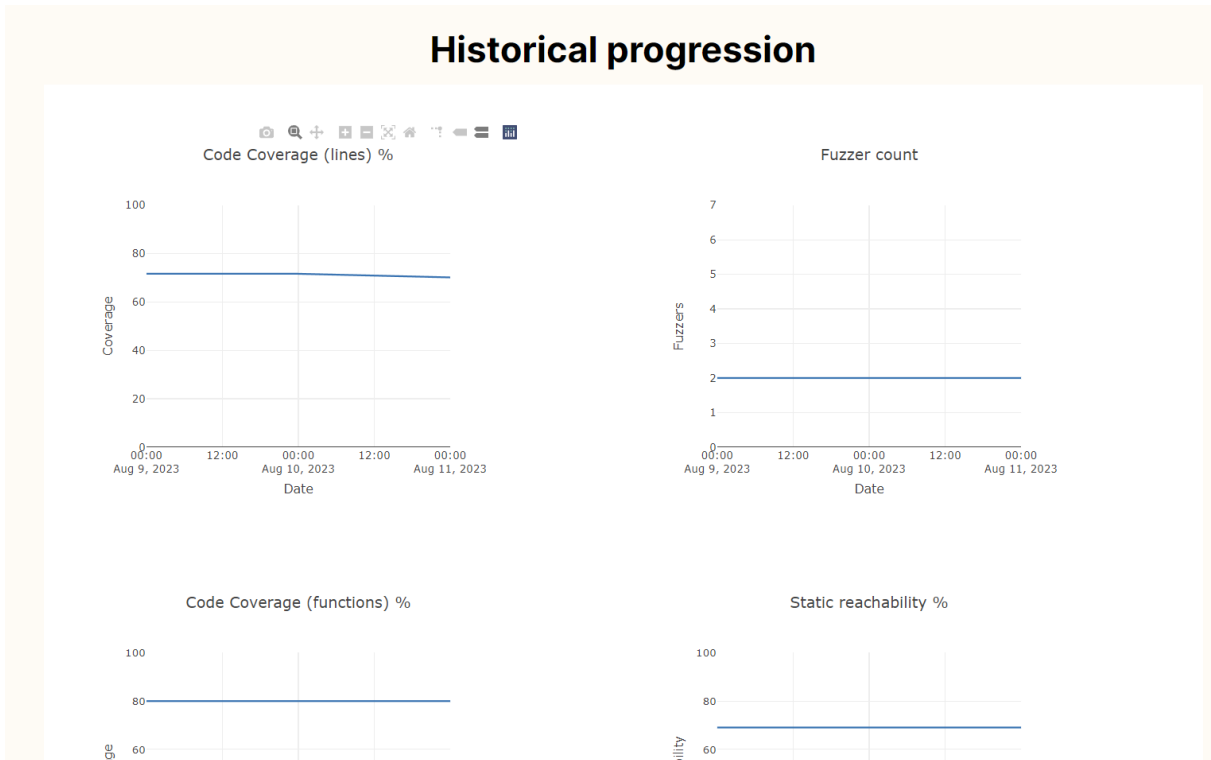 Historical progression
Code Coverage (lines) %
100
80
60
40
20
0
Coverage
00:00 12:00 00:00 12:00 00:00
Aug 9, 2023 Aug 10, 2023 Aug 11, 2023
Date
Fuzzer count
7
6
5
4
3
2
1
0
Fuzzers
00:00 12:00 00:00 12:00 00:00
Aug 9, 2023 Aug 10, 2023 Aug 11, 2023
Date
Code Coverage (functions) %
100
80
60
ge
Static reachability %
100
80
60
bility